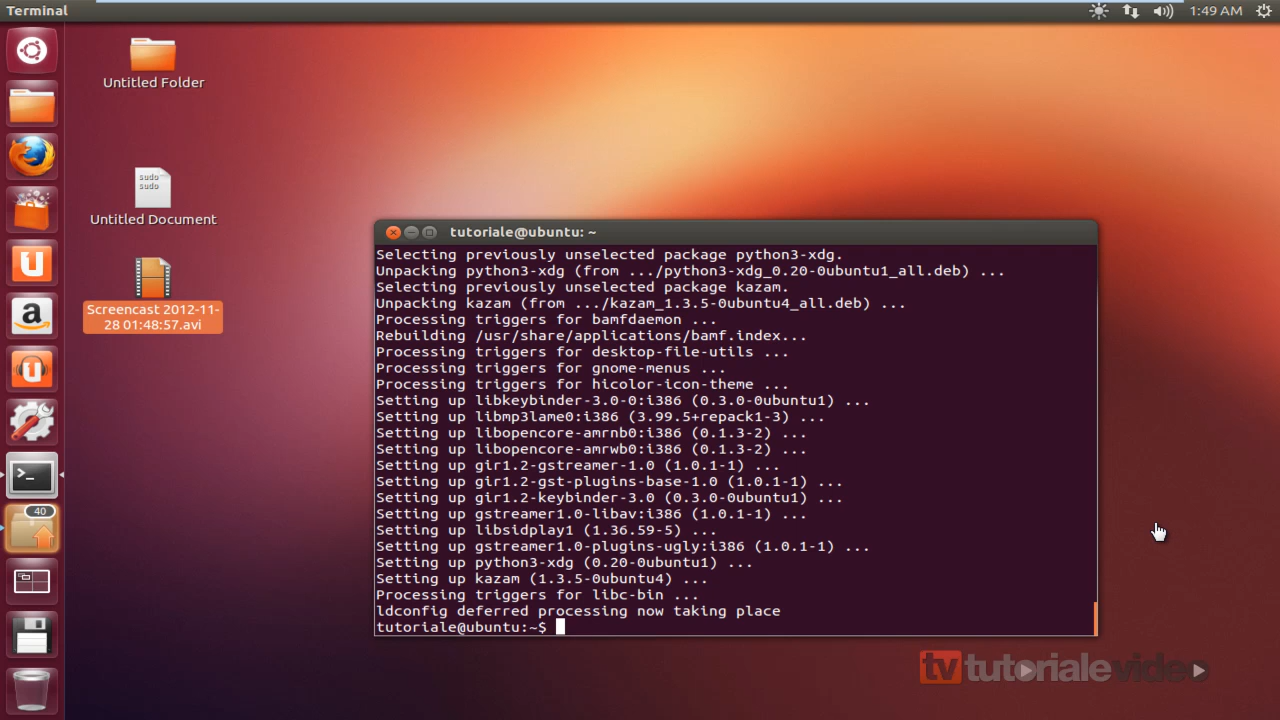 Terminal
1:49 AM
Untitled Folder
sudo
sudo
Untitled Document
Screencast 2012-11-
28 01:48:57.avi
40
tutoriale@ubuntu: ~
Selecting previously unselected package python3-xdg.
Unpacking python3-xdg (from .../python3-xdg_0.20-0ubuntu1_all.deb) ...
Selecting previously unselected package kazam.
Unpacking kazam (from .../kazam_1.3.5-0ubuntu4_all.deb) ...
Processing triggers for bamfdaemon ...
Rebuilding /usr/share/applications/bamf.index...
Processing triggers for desktop-file-utils ...
Processing triggers for gnome-menus ...
Processing triggers for hicolor-icon-theme ...
Setting up libkeybinder-3.0-0:i386 (0.3.0-0ubuntu1) ...
Setting up libmp3lame0:i386 (3.99.5+repack1-3) ...
Setting up libopencore-amrnb0:i386 (0.1.3-2) ...
Setting up libopencore-amrwb0:i386 (0.1.3-2) ...
Setting up gir1.2-gstreamer-1.0 (1.0.1-1) ...
Setting up gir1.2-gst-plugins-base-1.0 (1.0.1-1) ...
Setting up gir1.2-keybinder-3.0 (0.3.0-0ubuntu1) ...
Setting up gstreamer1.0-libav:i386 (1.0.1-1) ...
Setting up libsidplay1 (1.36.59-5) ...
Setting up gstreamer1.0-plugins-ugly:i386 (1.0.1-1) ...
Setting up python3-xdg (0.20-0ubuntu1) ...
Setting up kazam (1.3.5-0ubuntu4) ...
Processing triggers for libc-bin ...
ldconfig deferred processing now taking place
tutoriale@ubuntu:~$
tv tutorialevideo